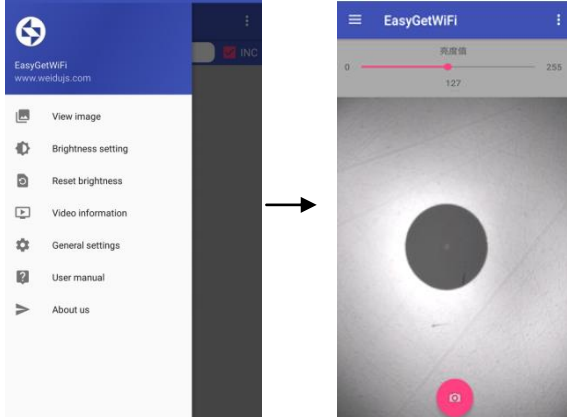 EasyGetWiFi
www.weidujs.com
INC
View image
Brightness setting
Reset brightness
Video information
General settings
User manual
About us
EasyGetWiFi
亮度值
0
255
127